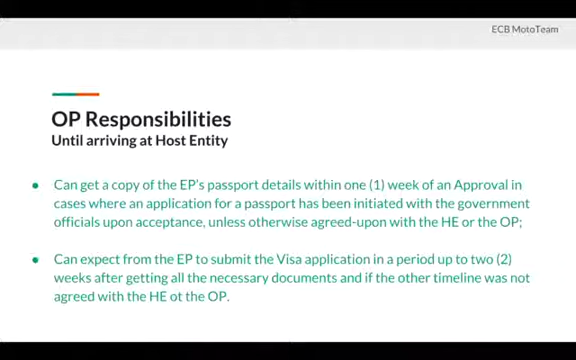 ECB MotoTeam
OP Responsibilities
Until arriving at Host Entity
● Can get a copy of the EP's passport details within one (1) week of an Approval in
cases where an application for a passport has been initiated with the government
officials upon acceptance, unless otherwise agreed-upon with the HE or the OP;
● Can expect from the EP to submit the Visa application in a period up to two (2)
weeks after getting all the necessary documents and if the other timeline was not
agreed with the HE ot the OP.